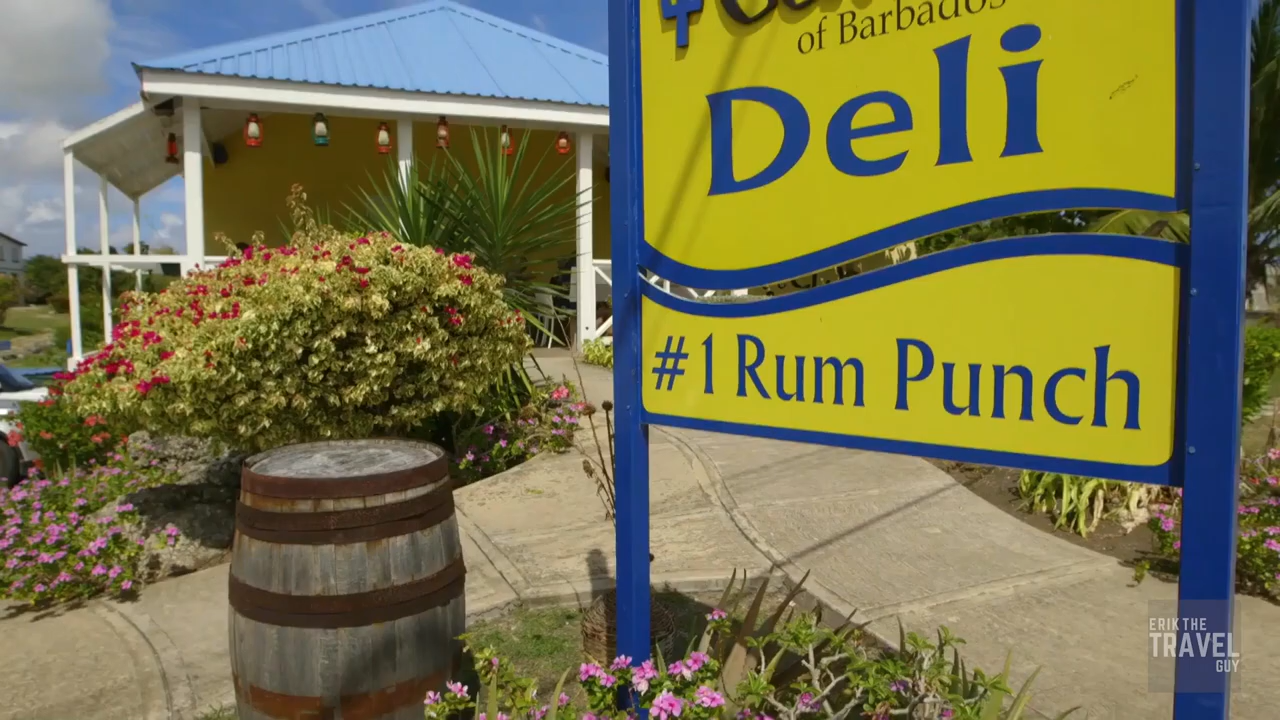 of Barbados
Deli
#1 Rum Punch
ERIK THE
TRAVEL
GUY